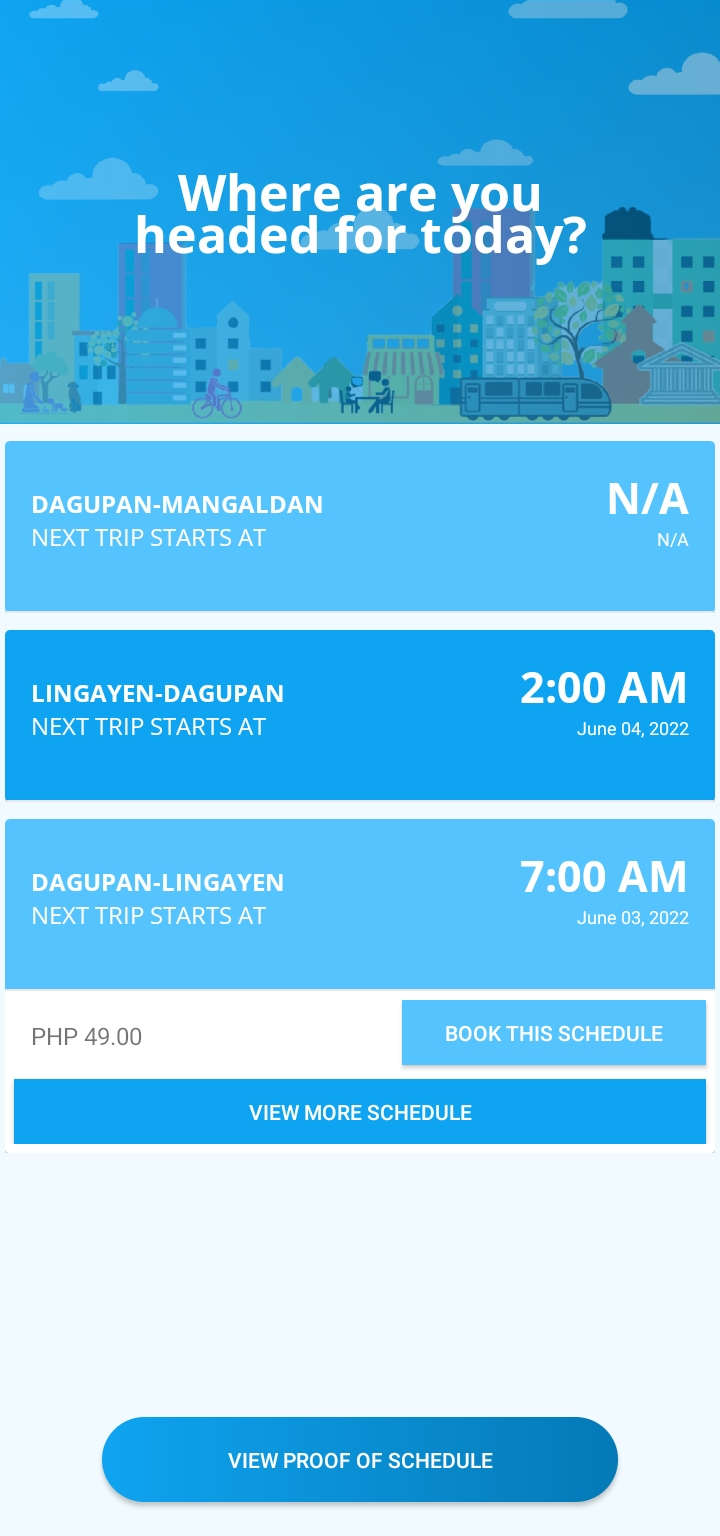 Where are you
headed for today?
DAGUPAN-MANGALDAN
NEXT TRIP STARTS AT
N/A
N/A
LINGAYEN-DAGUPAN
NEXT TRIP STARTS AT
2:00 AM
June 04, 2022
DAGUPAN-LINGAYEN
NEXT TRIP STARTS AT
7:00 AM
June 03, 2022
PHP 49.00
BOOK THIS SCHEDULE
VIEW MORE SCHEDULE
VIEW PROOF OF SCHEDULE